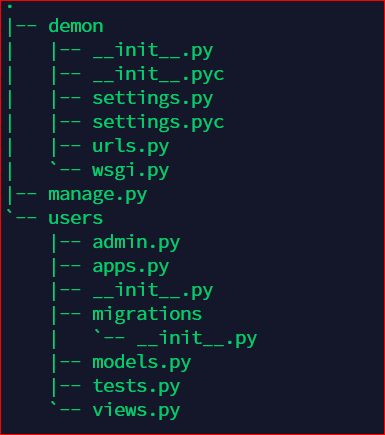 .
|-- demon
|   |-- __init__.py
|   |-- __init__.pyc
|   |-- settings.py
|   |-- settings.pyc
|   |-- urls.py
|   `-- wsgi.py
|-- manage.py
`-- users
    |-- admin.py
    |-- apps.py
    |-- __init__.py
    |-- migrations
    |   `-- __init__.py
    |-- models.py
    |-- tests.py
    `-- views.py